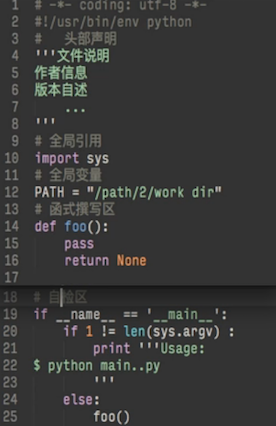 1 # -*- coding: utf-8 -*-
2 #!/usr/bin/env python
3 # 头部声明
4 '''文件说明
5 作者信息
6 版本自述
7 ...
8 '''
9 # 全局引用
10 import sys
11 # 全局变量
12 PATH = "/path/2/work dir"
13 # 函式撰写区
14 def foo():
15 pass
16 return None
17
18 # 自检区
19 if __name__ == '__main__':
20 if 1 != len(sys.argv) :
21 print '''Usage:
22 $ python main..py
23 '''
24 else:
25 foo()